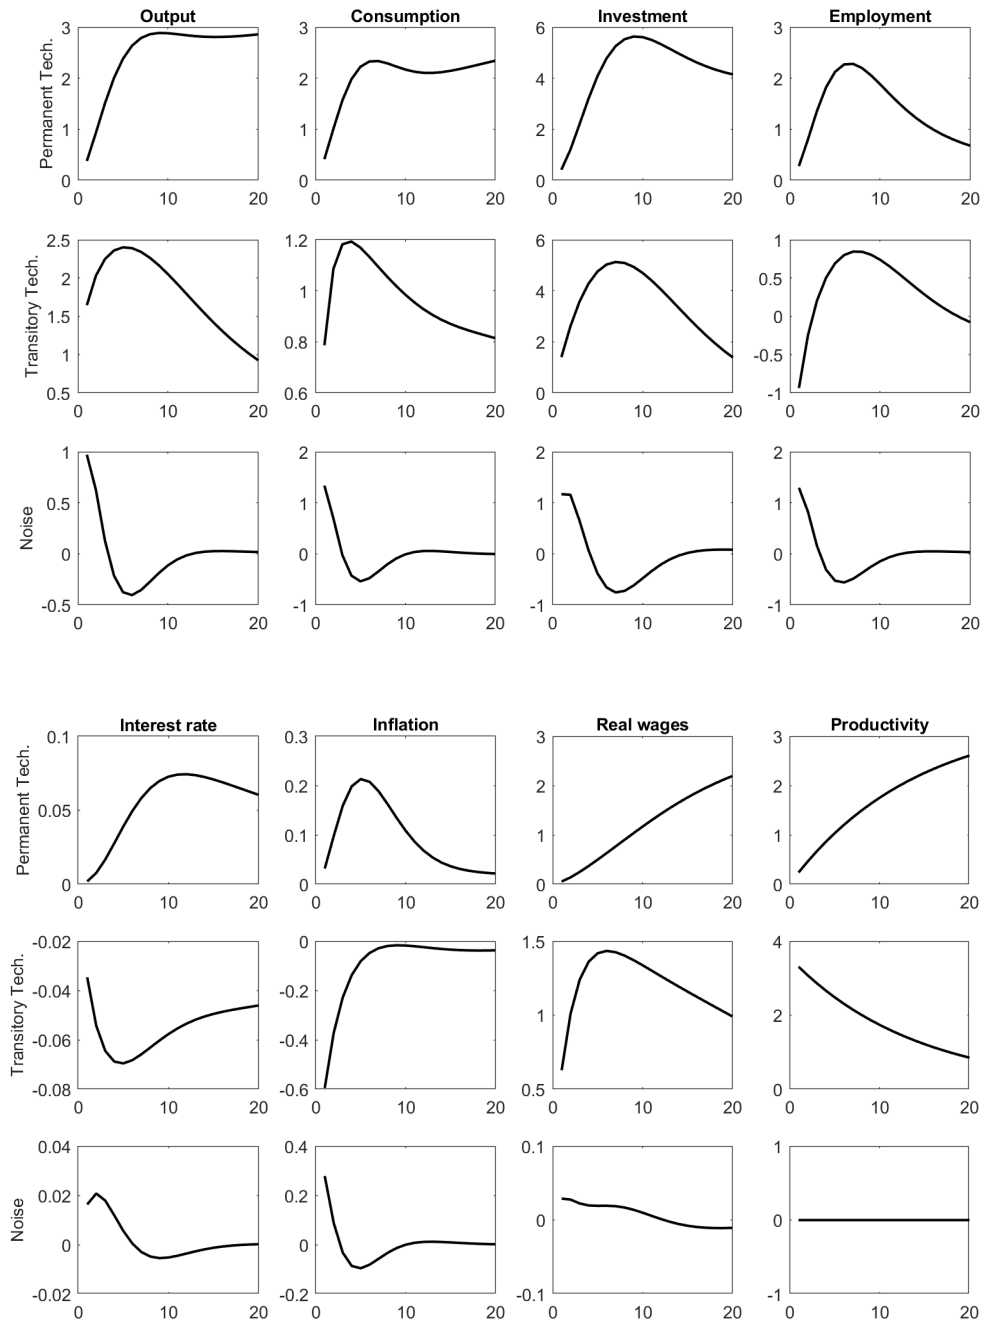 Output Consumption Investment Employment
Permanent Tech.
3 3 6 3
2 2 4 2
1 1 2 1
0 0 0 0
0 10 20 0 10 20 0 10 20 0 10 20
Transitory Tech.
2.5 1.2 6 1
2 1 4 0.5
1.5 0.8 2 0
1 0.6 0 -0.5
0.5 -1
0 10 20 0 10 20 0 10 20 0 10 20
Noise
1 2 2 2
0.5 1 1 1
0 0 0 0
-0.5 -1 -1 -1
0 10 20 0 10 20 0 10 20 0 10 20
Interest rate Inflation Real wages Productivity
Permanent Tech.
0.1 0.3 3 3
0.05 0.2 2 2
0 0.1 1 1
0 0 0
0 10 20 0 10 20 0 10 20 0 10 20
Transitory Tech.
-0.02 0 1.5 4
-0.04 -0.2 1 2
-0.06 -0.4 0.5 0
-0.08 -0.6
0 10 20 0 10 20 0 10 20 0 10 20
Noise
0.04 0.4 0.1 1
0.02 0.2 0 0
0 0 -0.1 -1
-0.02 -0.2
0 10 20 0 10 20 0 10 20 0 10 20